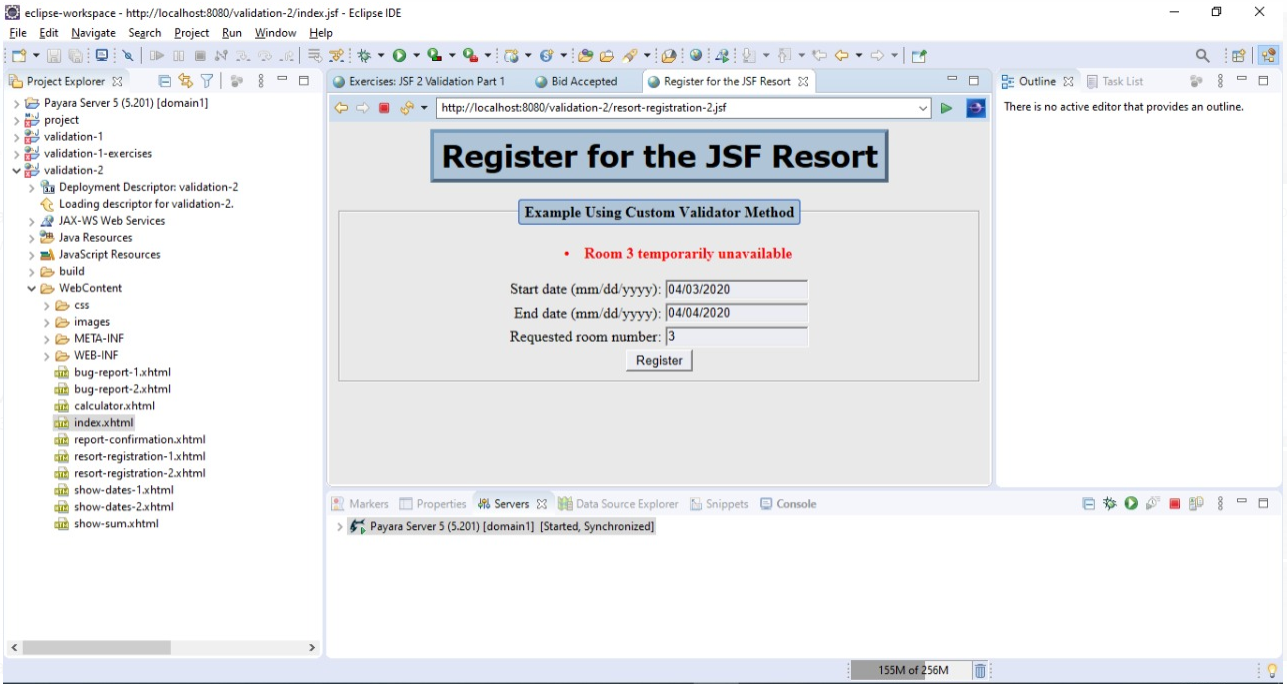 eclipse-workspace - http://localhost:8080/validation-2/index.jsf - Eclipse IDE
File Edit Navigate Search Project Run Window Help
Project Explorer
Payara Server 5 (5.201) [domain1]
project
validation-1
validation-1-exercises
validation-2
Deployment Descriptor: validation-2
Loading descriptor for validation-2.
JAX-WS Web Services
Java Resources
JavaScript Resources
build
WebContent
css
images
META-INF
WEB-INF
bug-report-1.xhtml
bug-report-2.xhtml
calculator.xhtml
index.xhtml
report-confirmation.xhtml
resort-registration-1.xhtml
resort-registration-2.xhtml
show-dates-1.xhtml
show-dates-2.xhtml
show-sum.xhtml
Exercises: JSF 2 Validation Part 1 Bid Accepted Register for the JSF Resort
http://localhost:8080/validation-2/resort-registration-2.jsf
Register for the JSF Resort
Example Using Custom Validator Method
• Room 3 temporarily unavailable
Start date (mm/dd/yyyy): 04/03/2020
End date (mm/dd/yyyy): 04/04/2020
Requested room number: 3
Register
Outline Task List
There is no active editor that provides an outline.
Markers Properties Servers Data Source Explorer Snippets Console
Payara Server 5 (5.201) [domain1] [Started, Synchronized]
155M of 256M